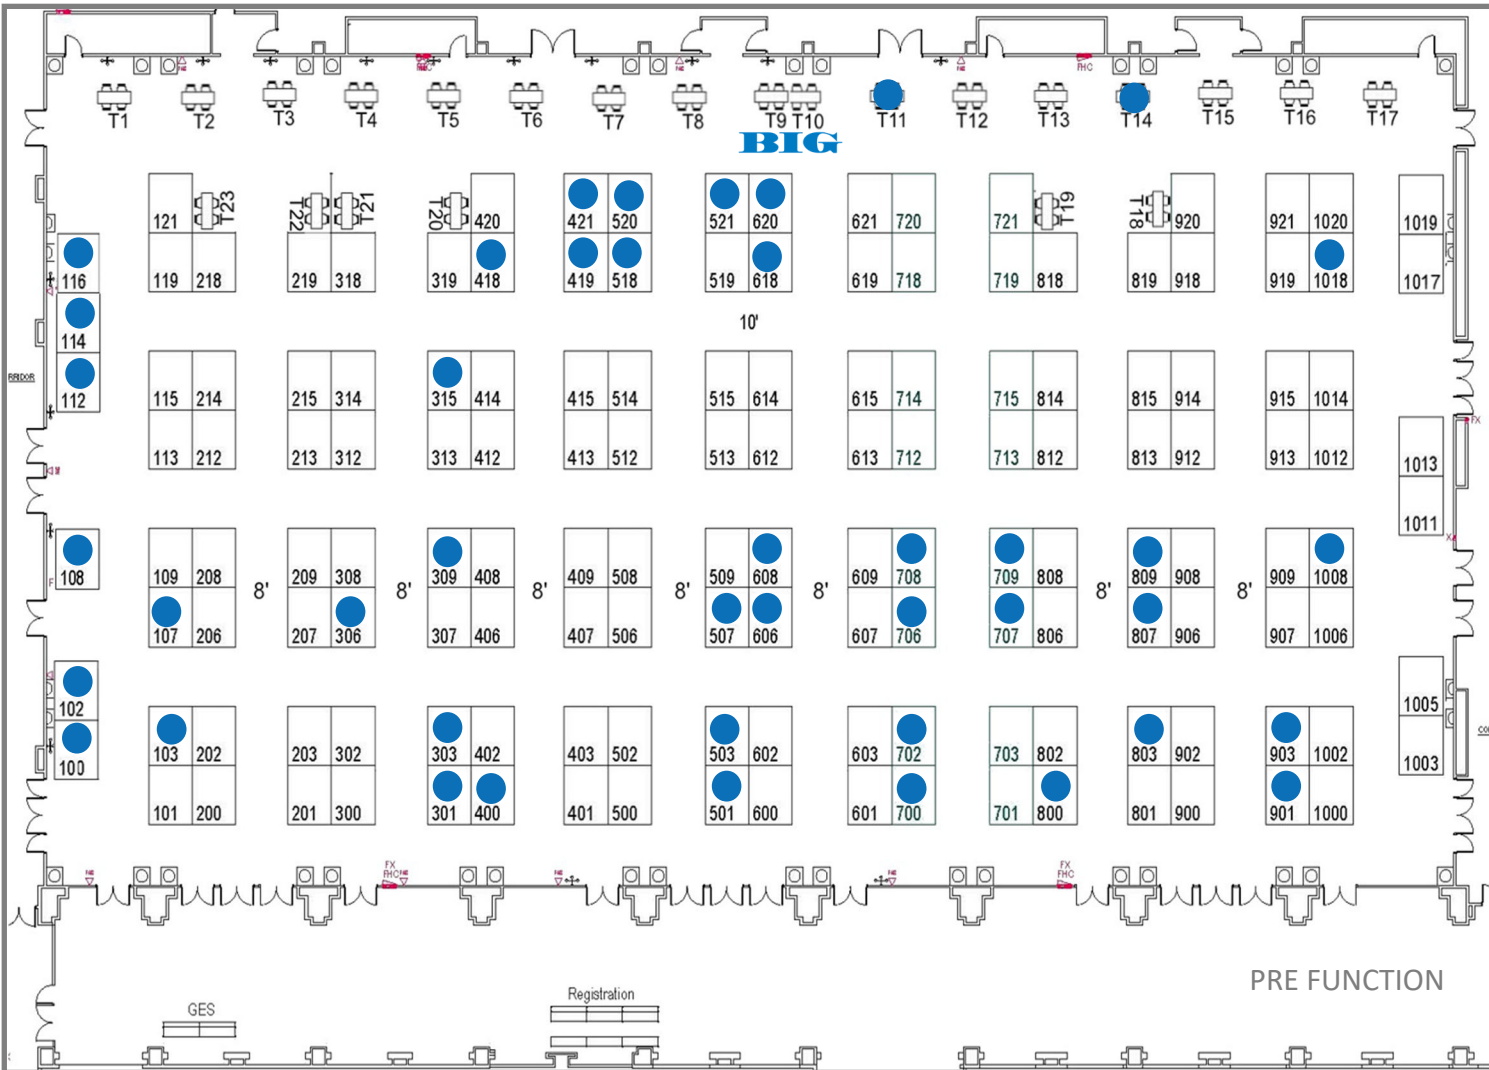 FHC
FHC
T1 T2 T3 T4 T5 T6 T7 T8 T9 T10 T11 T12 T13 T14 T15 T16 T17
BIG
121 T23 T22 T21 T20 420 421 520 521 620 621 720 721 T19 T18 920 921 1020 1019
116 119 218 219 318 319 418 419 518 519 618 619 718 719 818 819 918 919 1018 1017
10'
114
RRIDOR
112 115 214 215 314 315 414 415 514 515 614 615 714 715 814 815 914 915 1014
FX
113 212 213 312 313 412 413 512 513 612 613 712 713 812 813 912 913 1012 1013
1011
X
108 109 208 209 308 309 408 409 508 509 608 609 708 709 808 809 908 909 1008
F
8' 8' 8' 8' 8' 8' 8'
107 206 207 306 307 406 407 506 507 606 607 706 707 806 807 906 907 1006
102 1005
103 202 203 302 303 402 403 502 503 602 603 702 703 802 803 902 903 1002
100 1003
101 200 201 300 301 400 401 500 501 600 601 700 701 800 801 900 901 1000
FX FX
FHC FHC
PRE FUNCTION
GES Registration